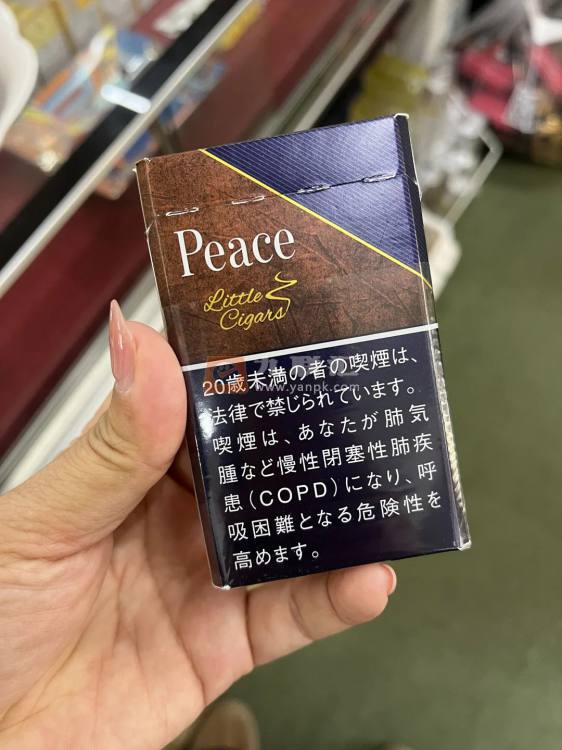 Peace
Little
Cigars
www.yanpk.com
20歳未満の者の喫煙は、
法律で禁じられています。
喫煙は、あなたが肺気
腫など慢性閉塞性肺疾
患(COPD)になり、呼
吸困難となる危険性を
高めます。